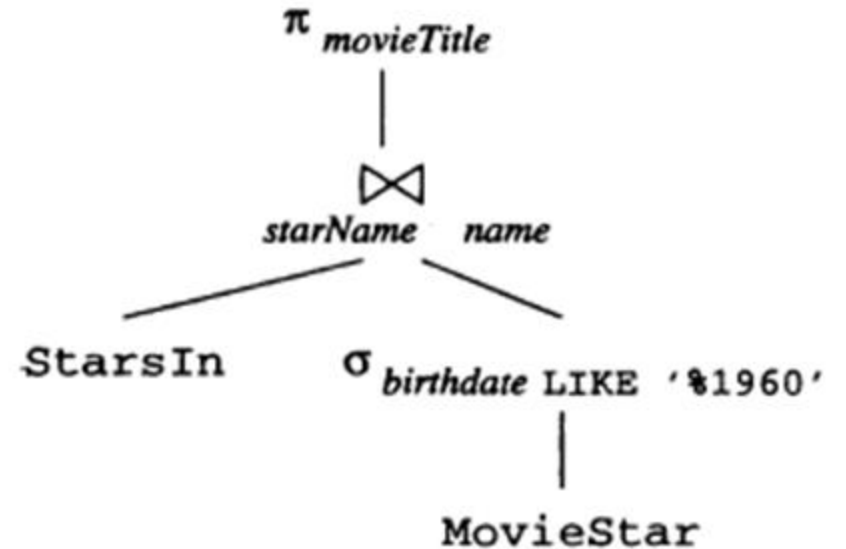 π movieTitle
⋈
starName name
StarsIn
σ birthdate LIKE '%1960'
MovieStar